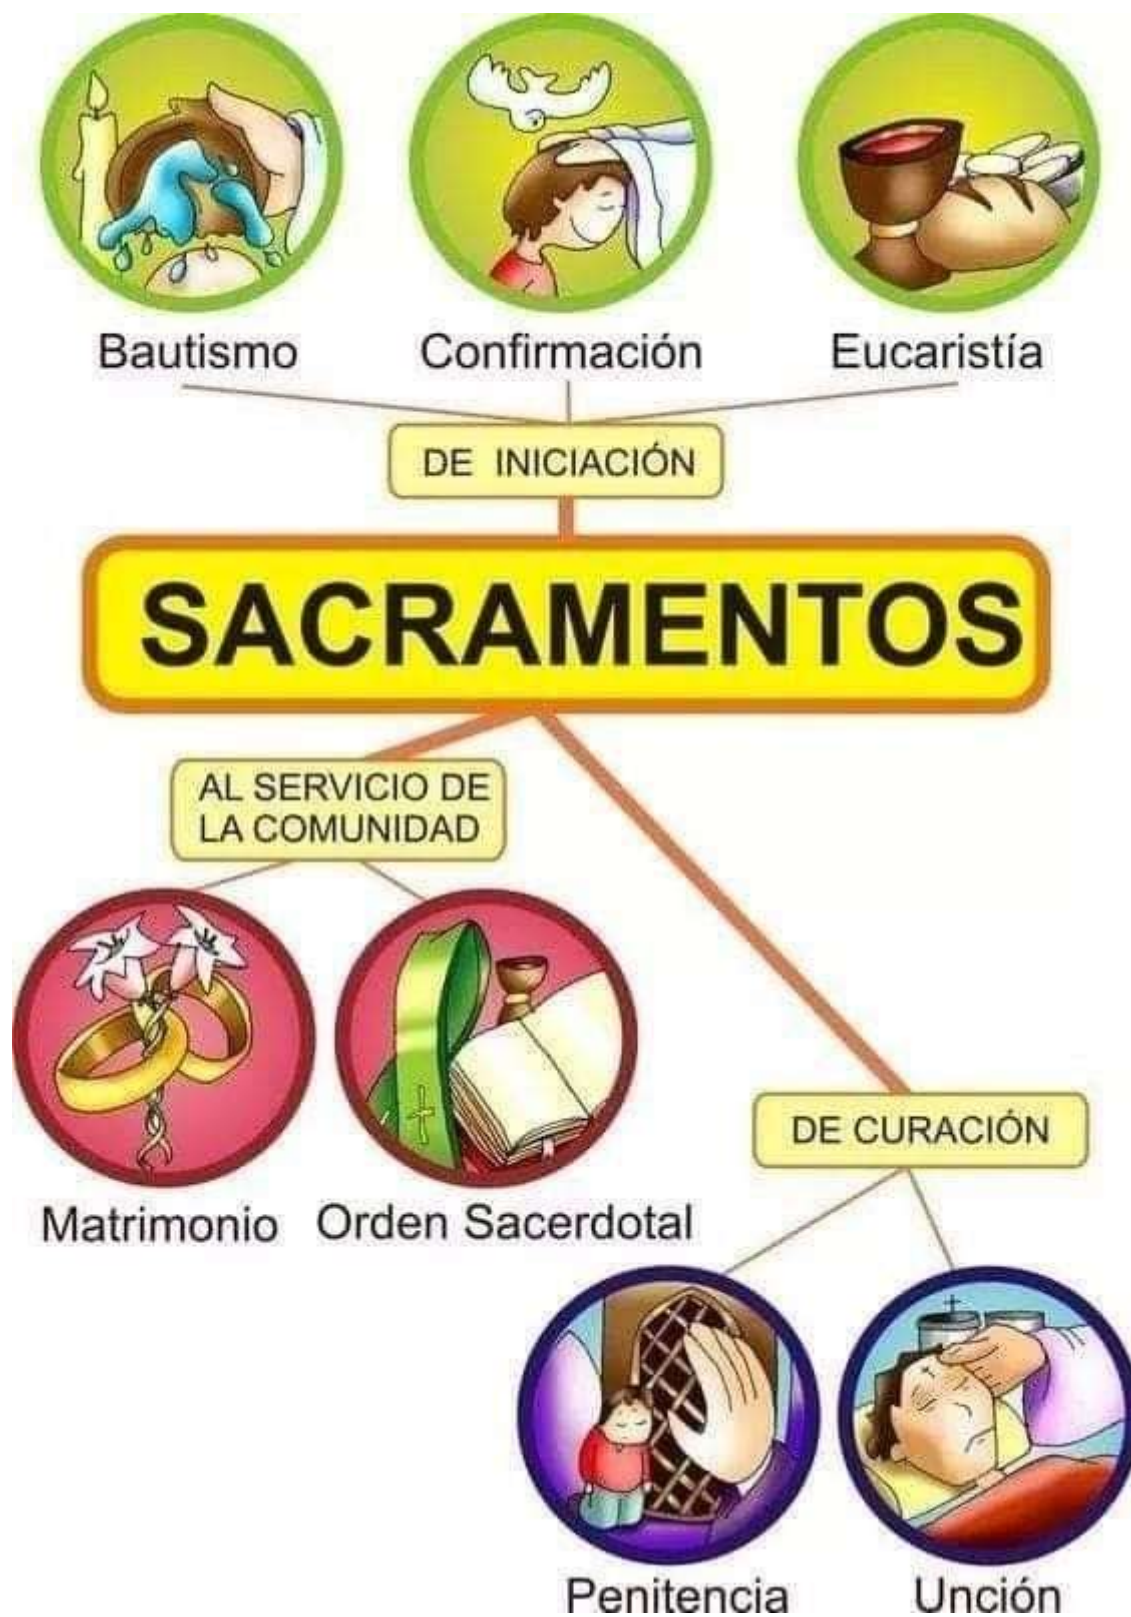 Bautismo
Confirmación
Eucaristía
DE INICIACIÓN
SACRAMENTOS
AL SERVICIO DE
LA COMUNIDAD
Matrimonio
Orden Sacerdotal
DE CURACIÓN
Penitencia
Unción